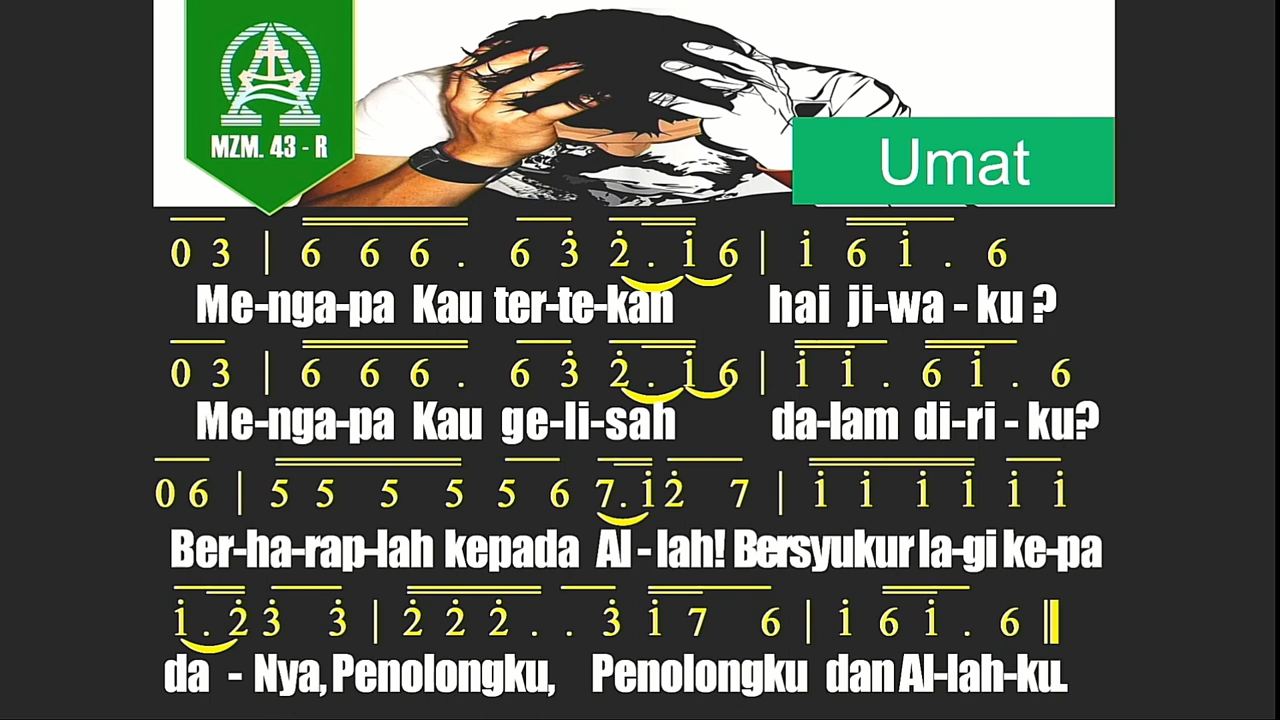 MZM. 43 - R
Umat
0 3 | 6 6 6 . 6 3̇ 2̇ . 1̇ 6 | 1̇ 6 1̇ . 6
Me-nga-pa Kau ter-te-kan hai ji-wa - ku ?
0 3 | 6 6 6 . 6 3̇ 2̇ . 1̇ 6 | 1̇ 1̇ . 6 1̇ . 6
Me-nga-pa Kau ge-li-sah da-lam di-ri - ku?
0 6 | 5 5 5 5 5 6 7 . 1̇ 2̇ 7 | 1̇ 1̇ 1̇ 1̇ 1̇ 1̇
Ber-ha-rap-lah kepada Al - lah! Bersyukur la-gi ke-pa
1̇ . 2̇ 3̇ 3̇ | 2̇ 2̇ 2̇ . . 3̇ 1̇ 7 6 | 1̇ 6 1̇ . 6 ||
da - Nya, Penolongku, Penolongku dan Al-lah-ku.